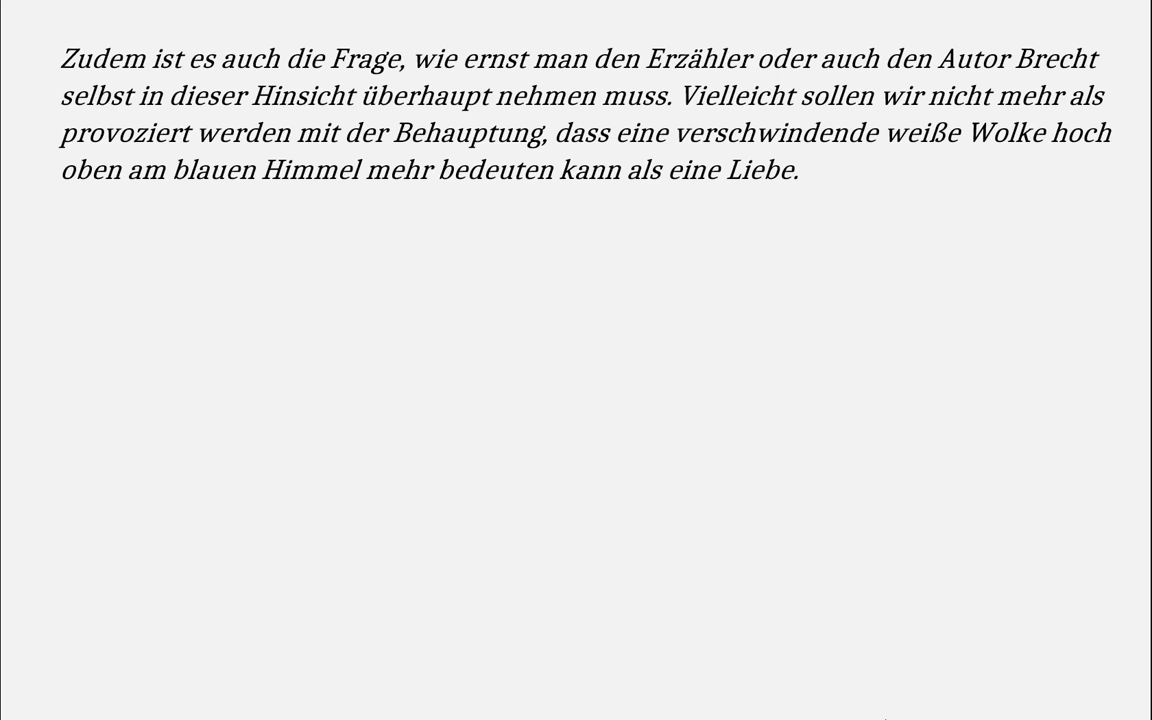 Zudem ist es auch die Frage, wie ernst man den Erzähler oder auch den Autor Brecht
selbst in dieser Hinsicht überhaupt nehmen muss. Vielleicht sollen wir nicht mehr als
provoziert werden mit der Behauptung, dass eine verschwindende weiße Wolke hoch
oben am blauen Himmel mehr bedeuten kann als eine Liebe.